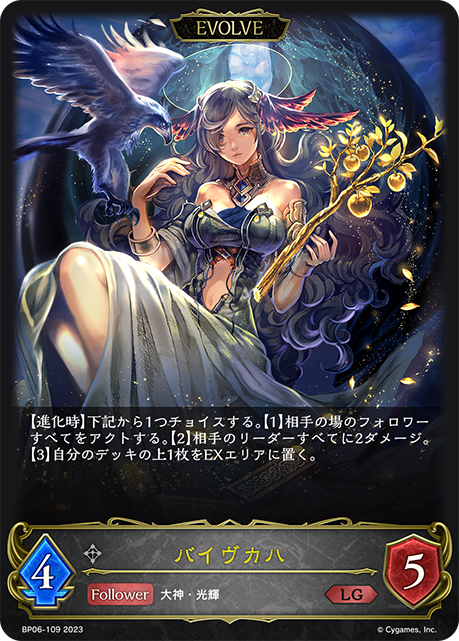 EVOLVE
【進化時】下記から1つチョイスする。【1】相手の場のフォロワー
すべてをアクトする。【2】相手のリーダーすべてに2ダメージ。
【3】自分のデッキの上1枚をEXエリアに置く。
バイヴカハ
4
Follower 大神・光輝 LG
5
BP06-109 2023 © Cygames, Inc.